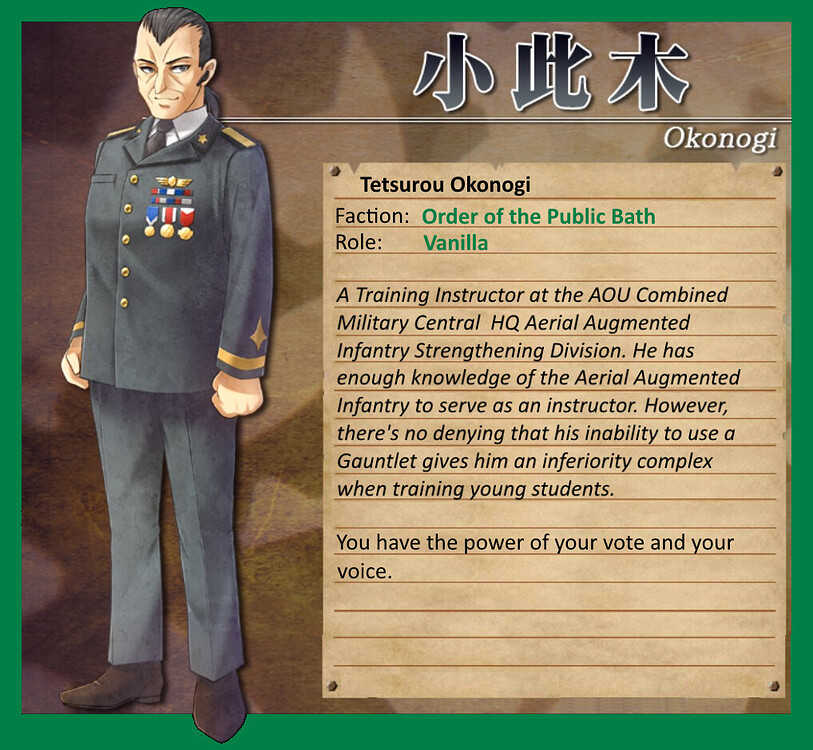 小此木
Okonogi
Tetsurou Okonogi
Faction: Order of the Public Bath
Role: Vanilla
A Training Instructor at the AOU Combined
Military Central HQ Aerial Augmented
Infantry Strengthening Division. He has
enough knowledge of the Aerial Augmented
Infantry to serve as an instructor. However,
there's no denying that his inability to use a
Gauntlet gives him an inferiority complex
when training young students.
You have the power of your vote and your
voice.